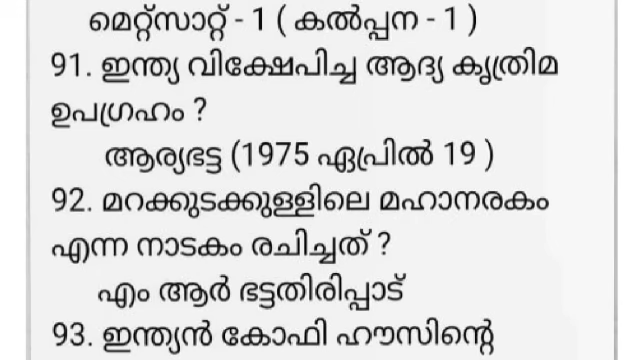 മെറ്റ്സാറ്റ് - 1 ( കൽപ്പന - 1 )
91. ഇന്ത്യ വിക്ഷേപിച്ച ആദ്യ കൃത്രിമ
ഉപഗ്രഹം ?
ആര്യഭട്ട (1975 ഏപ്രിൽ 19 )
92. മറക്കുടക്കുള്ളിലെ മഹാനരകം
എന്ന നാടകം രചിച്ചത് ?
എം ആർ ഭട്ടതിരിപ്പാട്
93. ഇന്ത്യൻ കോഫി ഹൗസിന്റെ